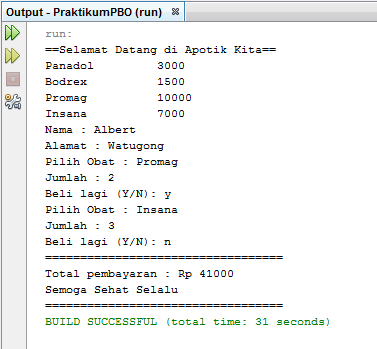 Output - PraktikumPBO (run)
run:
==Selamat Datang di Apotik Kita==
Panadol 3000
Bodrex 1500
Promag 10000
Insana 7000
Nama : Albert
Alamat : Watugong
Pilih Obat : Promag
Jumlah : 2
Beli lagi (Y/N): y
Pilih Obat : Insana
Jumlah : 3
Beli lagi (Y/N): n
==================================
Total pembayaran : Rp 41000
Semoga Sehat Selalu
==================================
BUILD SUCCESSFUL (total time: 31 seconds)